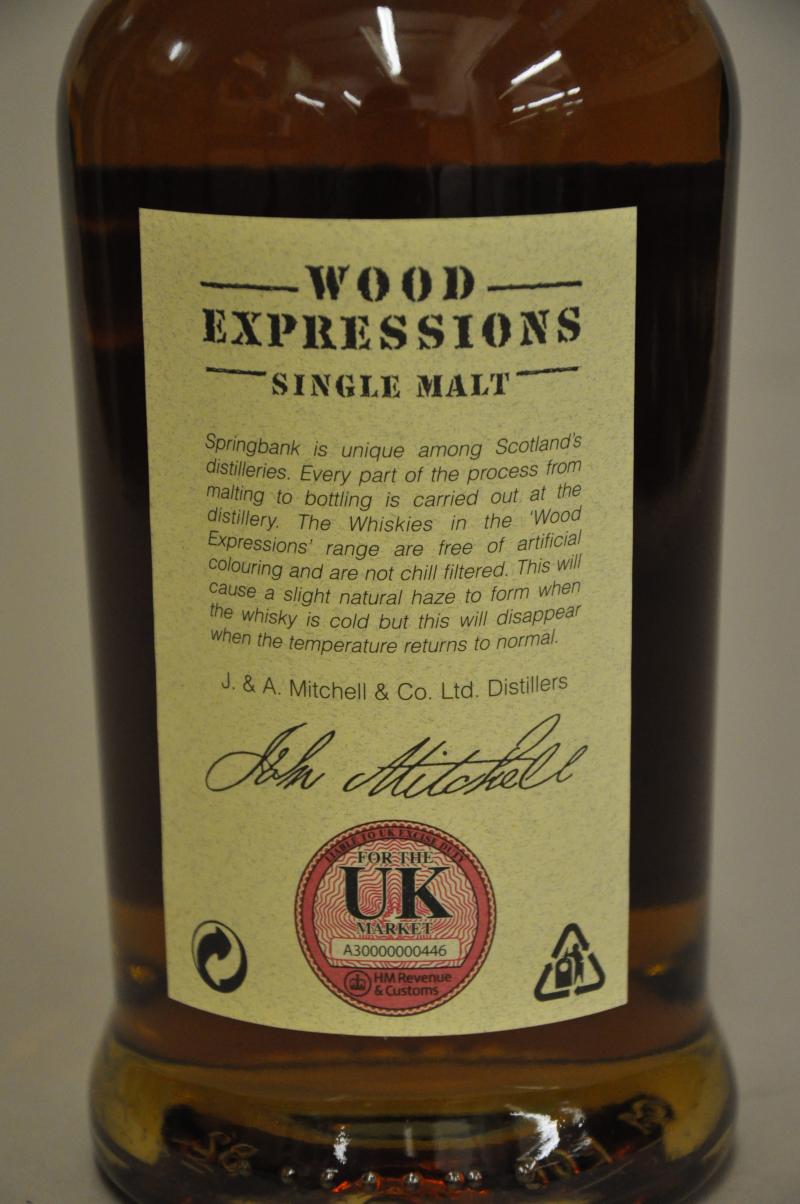 WOOD
EXPRESSIONS
SINGLE MALT
Springbank is unique among Scotland's
distilleries. Every part of the process from
malting to bottling is carried out at the
distillery. The Whiskies in the 'Wood
Expressions' range are free of artificial
colouring and are not chill filtered. This will
cause a slight natural haze to form when
the whisky is cold but this will disappear
when the temperature returns to normal.
J. & A. Mitchell & Co. Ltd. Distillers
John Mitchell
LIABLE TO UK EXCISE DUTY
FOR THE
UK
MARKET
A30000000446
HM Revenue
& Customs